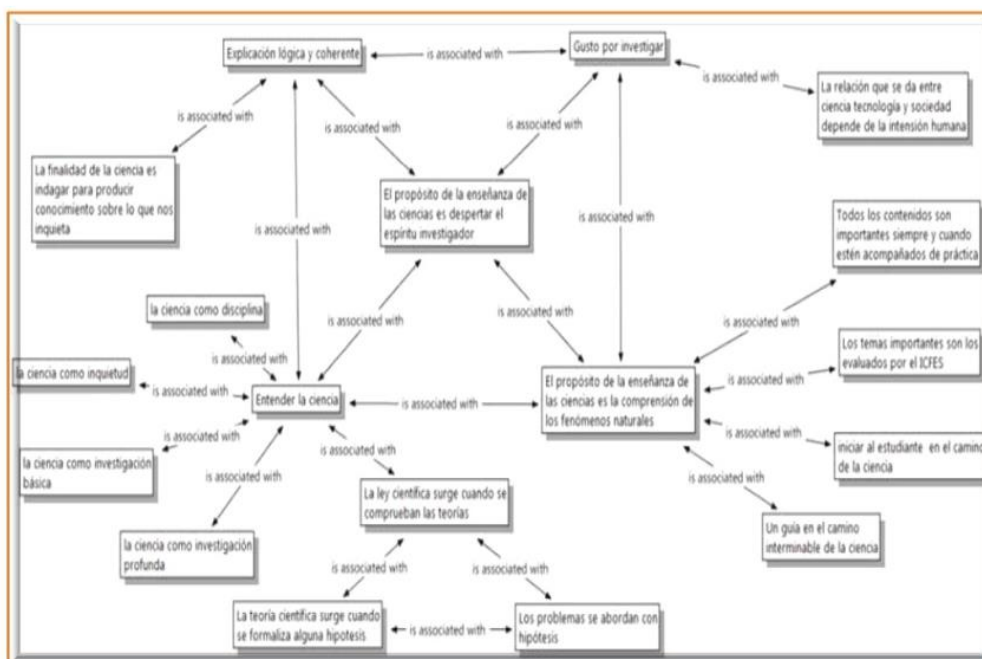 Explicación lógica y coherente
is associated with
Gusto por investigar
is associated with
La relación que se da entre
ciencia tecnología y sociedad
depende de la intensión humana
is associated with
is associated with
is associated with
La finalidad de la ciencia es
indagar para producir
conocimiento sobre lo que nos
inquieta
El propósito de la enseñanza de
las ciencias es despertar el
espíritu investigador
is associated with
is associated with
Todos los contenidos son
importantes siempre y cuando
estén acompañados de práctica
la ciencia como disciplina
is associated with
is associated with
is associated with
Los temas importantes son los
evaluados por el ICFES
is associated with
la ciencia como inquietud
is associated with
is associated with
Entender la ciencia
is associated with
El propósito de la enseñanza de
las ciencias es la comprensión de
los fenómenos naturales
is associated with
la ciencia como investigación
básica
is associated with
is associated with
is associated with
iniciar al estudiante en el camino
de la ciencia
is associated with
is associated with
La ley científica surge cuando se
comprueban las teorías
Un guía en el camino
interminable de la ciencia
la ciencia como investigación
profunda
is associated with
is associated with
La teoría científica surge cuando
se formaliza alguna hipotesis
is associated with
Los problemas se abordan con
hipótesis